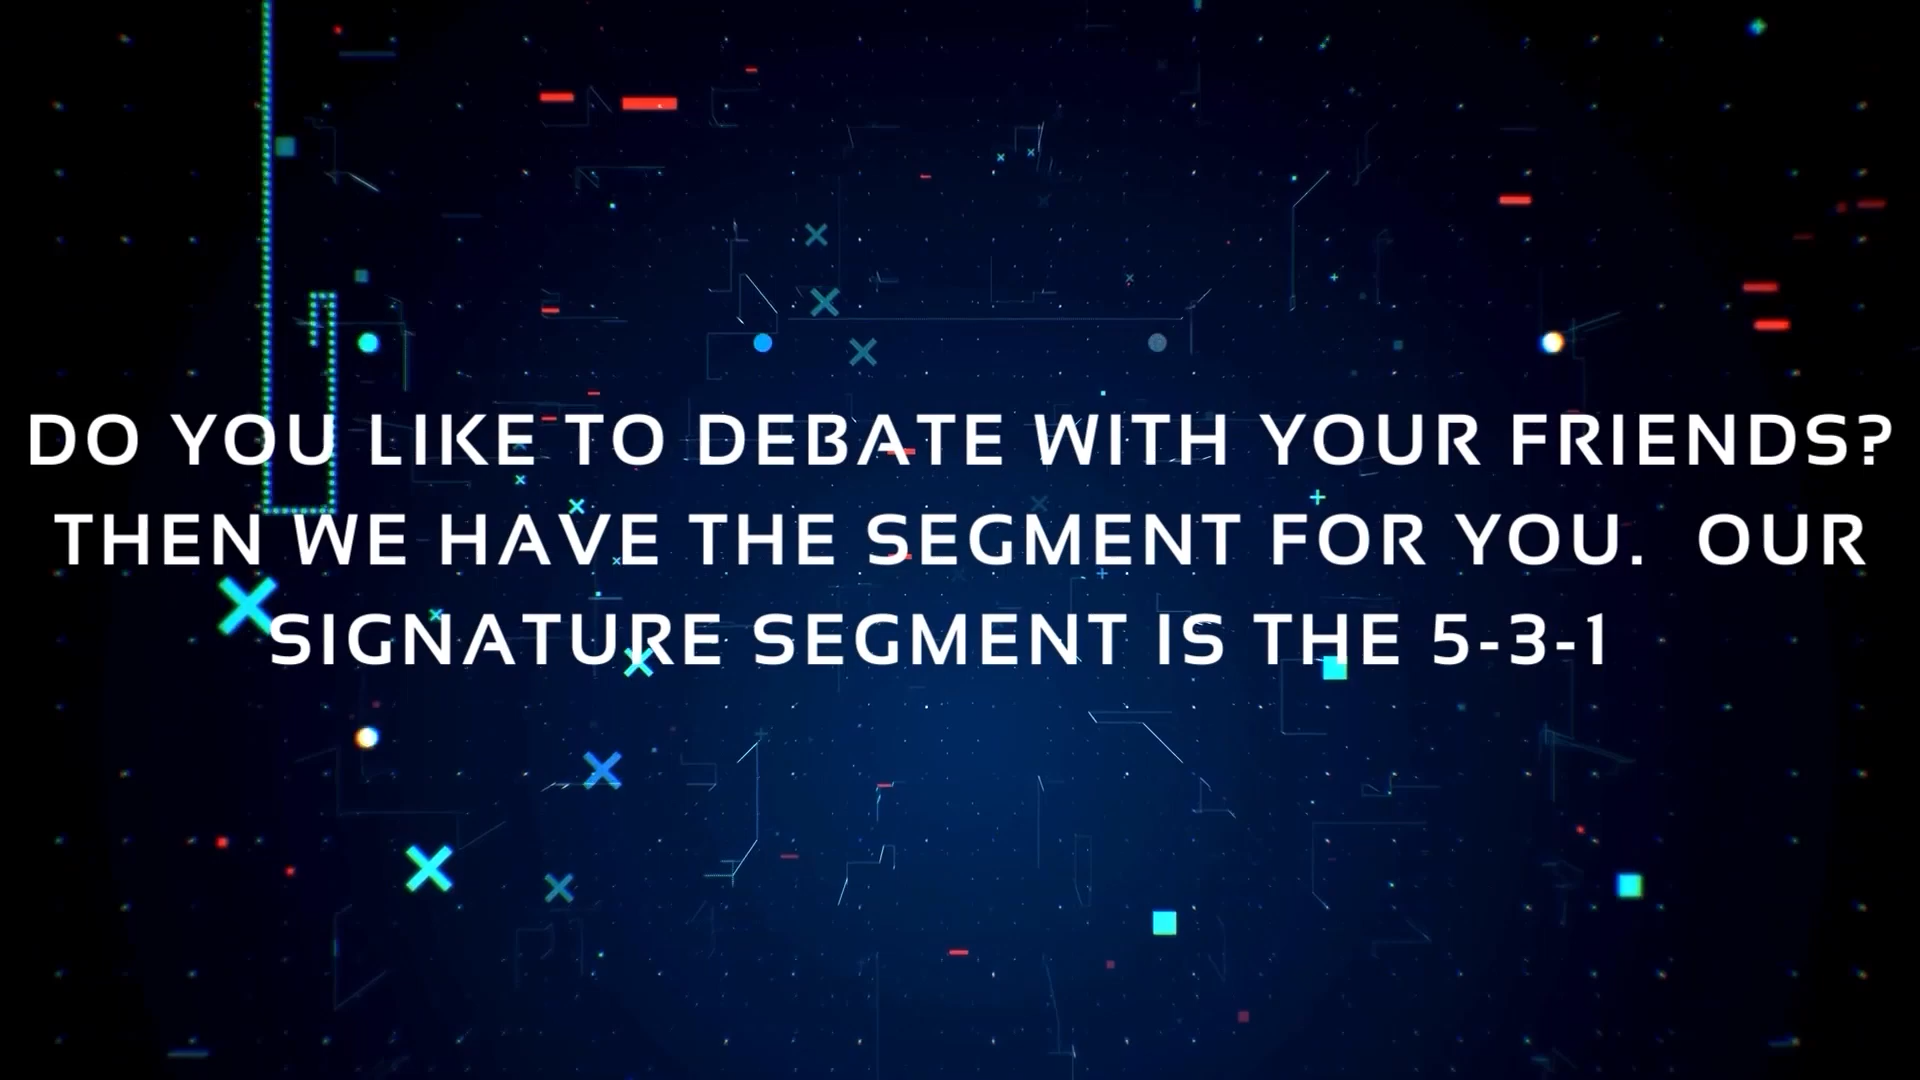 DO YOU LIKE TO DEBATE WITH YOUR FRIENDS?
THEN WE HAVE THE SEGMENT FOR YOU.  OUR
SIGNATURE SEGMENT IS THE 5-3-1